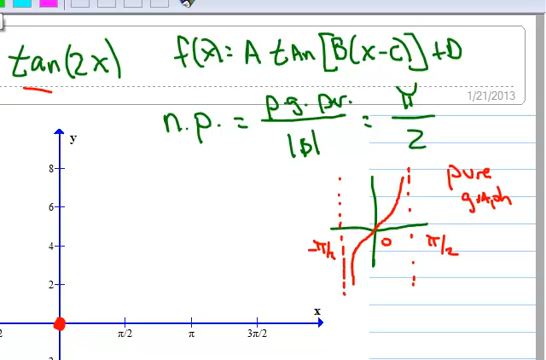 tan(2x)
f(x) = A tan[B(x-c)] + D
1/21/2013
n.p. = p.g.pr. / |B| = π / 2
pure graph
-π/2 0 π/2
y
8
6
4
2
x
π/2 π 3π/2